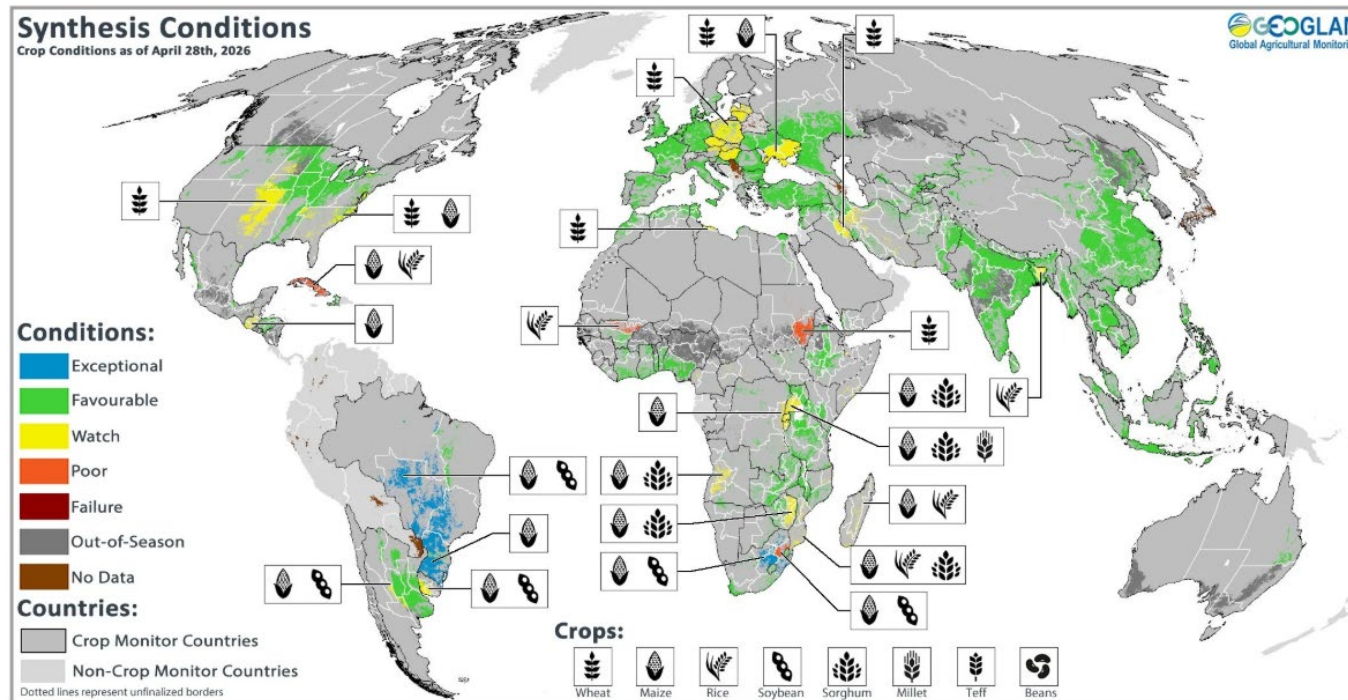 Synthesis Conditions
Crop Conditions as of April 28th, 2026
GEOGLAM
Global Agricultural Monitori
Conditions:
Exceptional
Favourable
Watch
Poor
Failure
Out-of-Season
No Data
Countries:
Crop Monitor Countries
Non-Crop Monitor Countries
Dotted lines represent unfinalized borders
Crops:
Wheat
Maize
Rice
Soybean
Sorghum
Millet
Teff
Beans